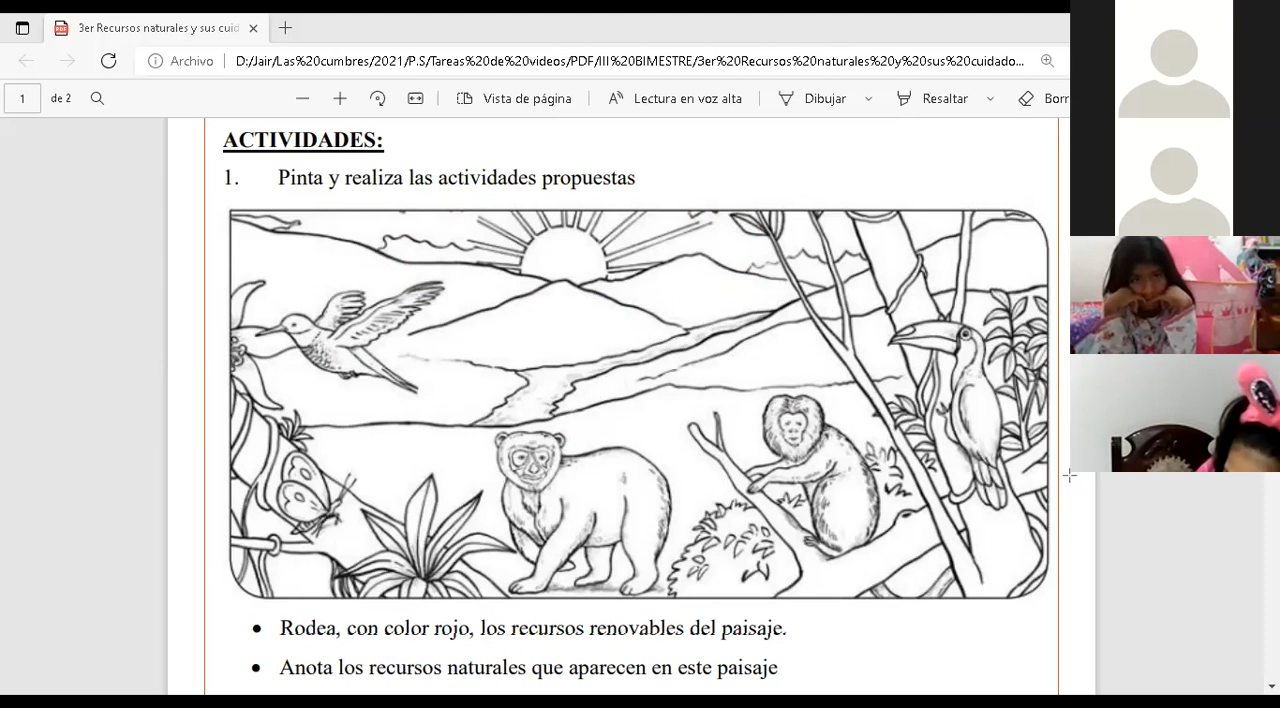 3er Recursos naturales y sus cuid
Archivo D:/Jair/Las%20cumbres/2021/P.S/Tareas%20de%20videos/PDF/III%20BIMESTRE/3er%20Recursos%20naturales%20y%20sus%20cuidado...
1 de 2 Vista de página Lectura en voz alta Dibujar Resaltar Borr
ACTIVIDADES:
1. Pinta y realiza las actividades propuestas
• Rodea, con color rojo, los recursos renovables del paisaje.
• Anota los recursos naturales que aparecen en este paisaje